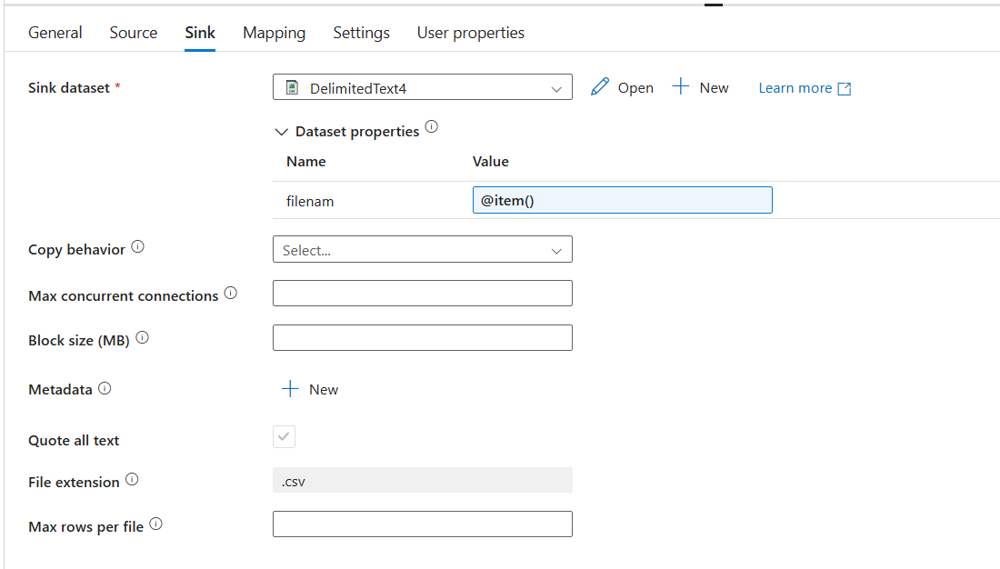 General Source Sink Mapping Settings User properties
Sink dataset * DelimitedText4 Open New Learn more
Dataset properties
Name Value
filenam @item()
Copy behavior Select...
Max concurrent connections
Block size (MB)
Metadata New
Quote all text
File extension .csv
Max rows per file